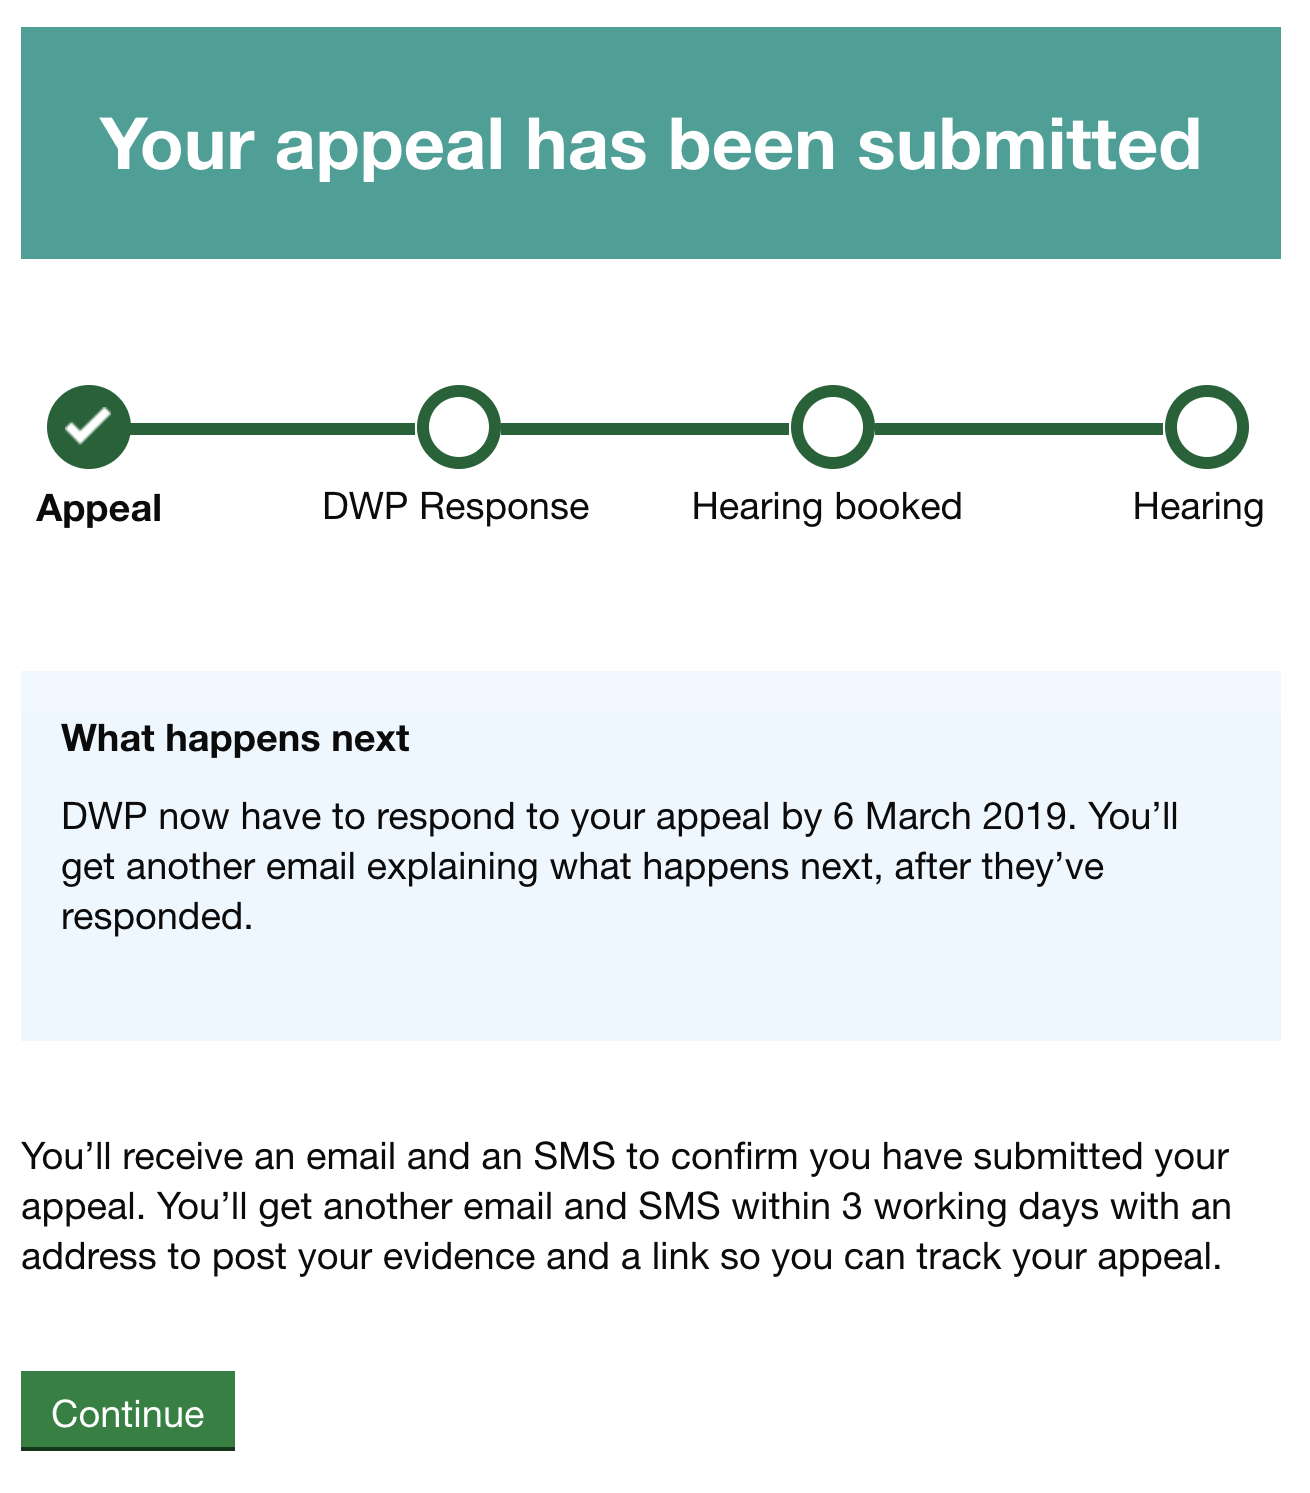 Your appeal has been submitted
Appeal
DWP Response
Hearing booked
Hearing
What happens next
DWP now have to respond to your appeal by 6 March 2019. You’ll
get another email explaining what happens next, after they’ve
responded.
You’ll receive an email and an SMS to confirm you have submitted your
appeal. You’ll get another email and SMS within 3 working days with an
address to post your evidence and a link so you can track your appeal.
Continue